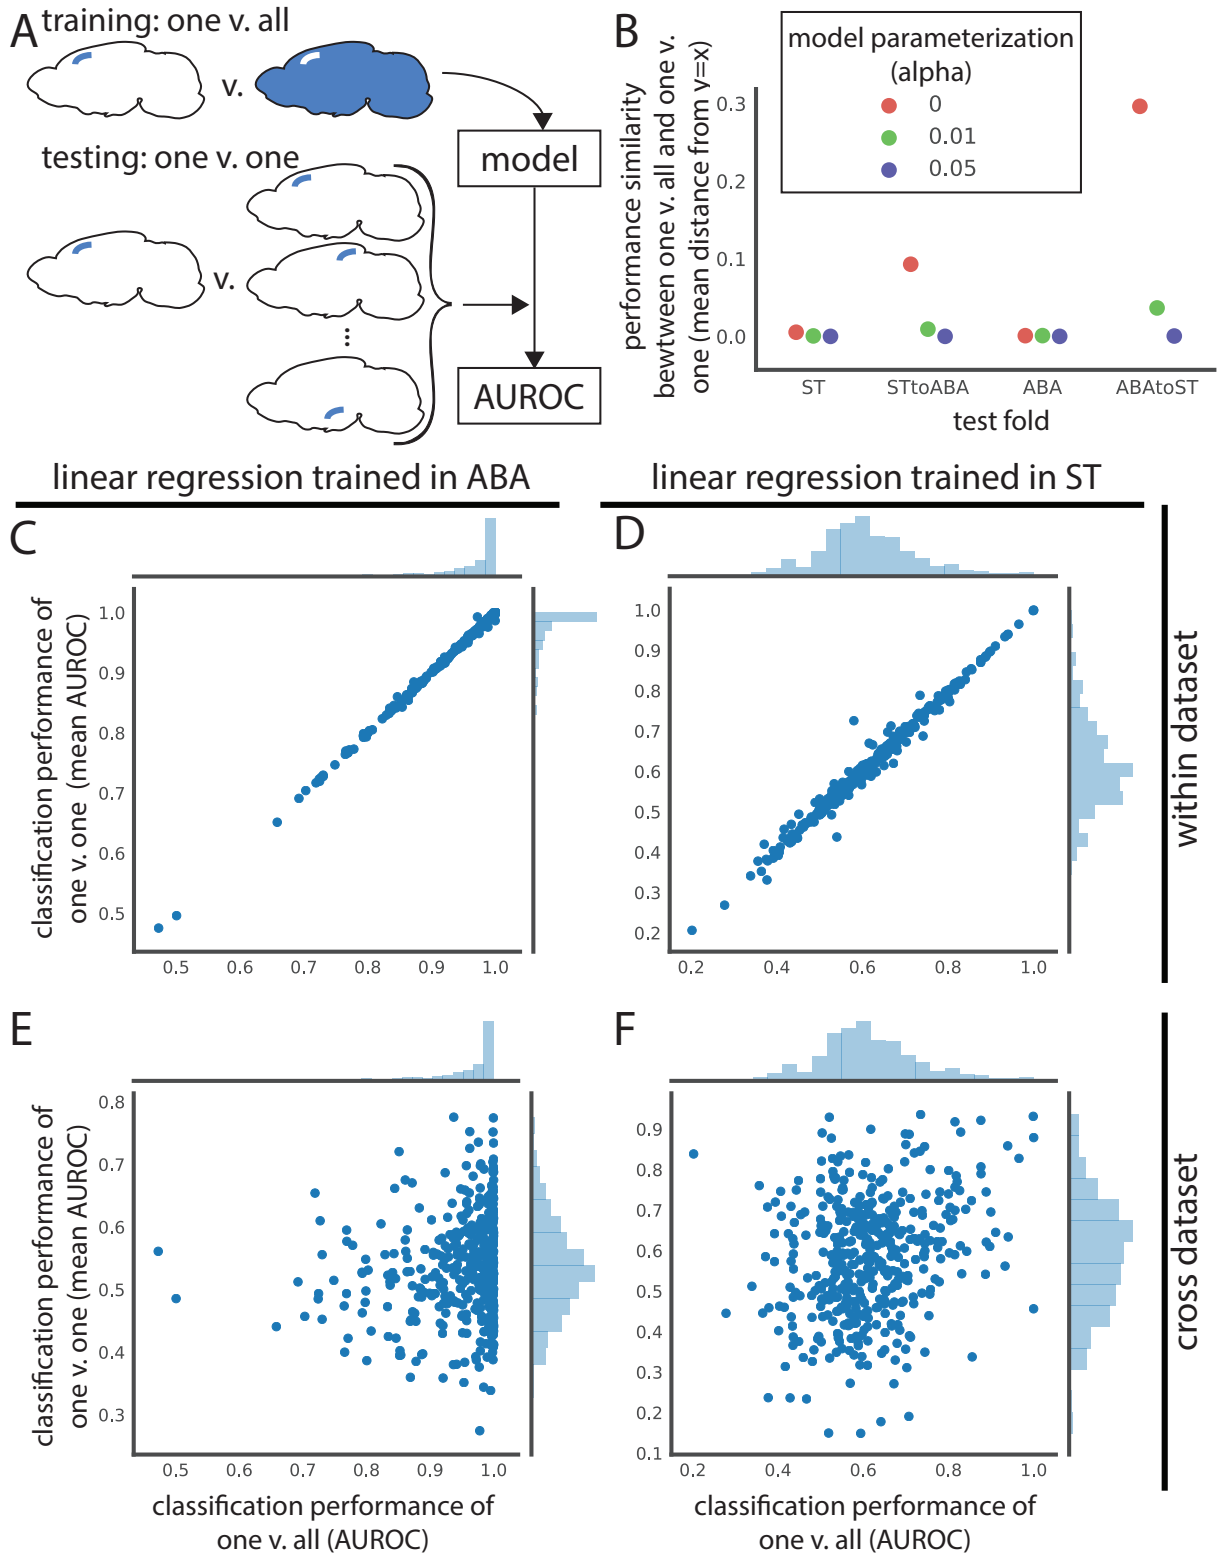 A
training: one v. all
v.
model
testing: one v. one
v.
...
AUROC
B
performance similarity
bewtween one v. all and one v.
one (mean distance from y=x)
model parameterization
(alpha)
0
0.01
0.05
0.3
0.2
0.1
0.0
ST
STtoABA
ABA
ABAtoST
test fold
linear regression trained in ABA
linear regression trained in ST
C
classification performance of
one v. one (mean AUROC)
1.0
0.9
0.8
0.7
0.6
0.5
0.5
0.6
0.7
0.8
0.9
1.0
D
1.0
0.9
0.8
0.7
0.6
0.5
0.4
0.3
0.2
0.2
0.4
0.6
0.8
1.0
within dataset
E
classification performance of
one v. one (mean AUROC)
0.8
0.7
0.6
0.5
0.4
0.3
0.5
0.6
0.7
0.8
0.9
1.0
classification performance of
one v. all (AUROC)
F
0.9
0.8
0.7
0.6
0.5
0.4
0.3
0.2
0.1
0.2
0.4
0.6
0.8
1.0
classification performance of
one v. all (AUROC)
cross dataset